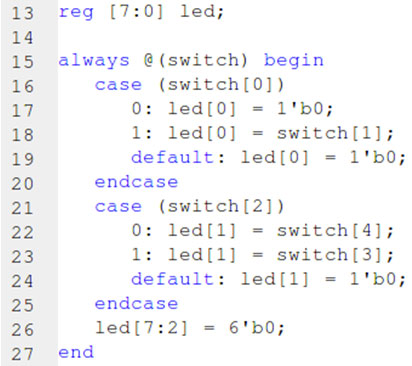 13 reg [7:0] led;
14
15 always @(switch) begin
16    case (switch[0])
17       0: led[0] = 1'b0;
18       1: led[0] = switch[1];
19       default: led[0] = 1'b0;
20    endcase
21    case (switch[2])
22       0: led[1] = switch[4];
23       1: led[1] = switch[3];
24       default: led[1] = 1'b0;
25    endcase
26    led[7:2] = 6'b0;
27 end